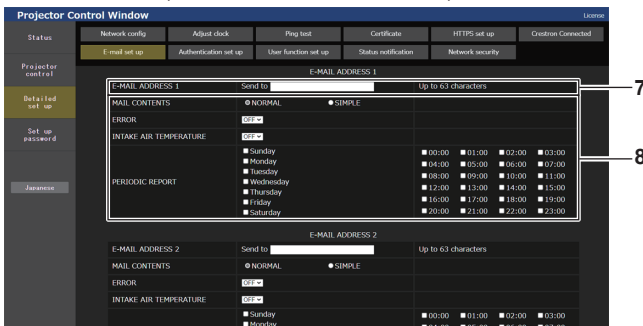 Projector Control Window
License
Status
Projector control
Detailed set up
Set up password
Japanese
Network config Adjust clock Ping test Certificate HTTPS set up Crestron Connected
E-mail set up Authentication set up User function set up Status notification Network security
E-MAIL ADDRESS 1
E-MAIL ADDRESS 1 Send to Up to 63 characters 7
MAIL CONTENTS NORMAL SIMPLE
ERROR OFF
INTAKE AIR TEMPERATURE OFF
8
PERIODIC REPORT
Sunday 00:00 01:00 02:00 03:00
Monday 04:00 05:00 06:00 07:00
Tuesday
Wednesday 08:00 09:00 10:00 11:00
Thursday 12:00 13:00 14:00 15:00
Friday 16:00 17:00 18:00 19:00
Saturday 20:00 21:00 22:00 23:00
E-MAIL ADDRESS 2
E-MAIL ADDRESS 2 Send to Up to 63 characters
MAIL CONTENTS NORMAL SIMPLE
ERROR OFF
INTAKE AIR TEMPERATURE OFF
Sunday 00:00 01:00 02:00 03:00
Monday